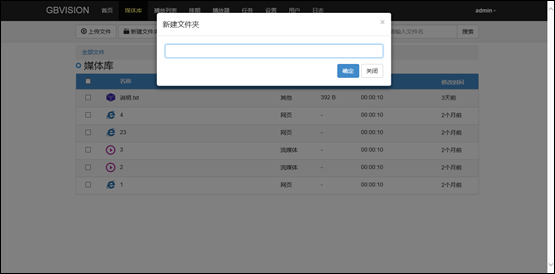 GBVISION 首页 媒体库 播放列表 排期 播放器 任务 设置 用户 日志 admin
新建文件夹 ×
上传文件 新建文件夹 输入文件名 搜索
确定 关闭
全部文件
媒体库
名称 修改时间
说明.txt 其他 392 B 00:00:10 3天前
4 网页 - 00:00:10 2个月前
23 网页 - 00:00:10 2个月前
3 流媒体 - 00:00:10 2个月前
2 流媒体 - 00:00:10 2个月前
1 网页 - 00:00:10 2个月前